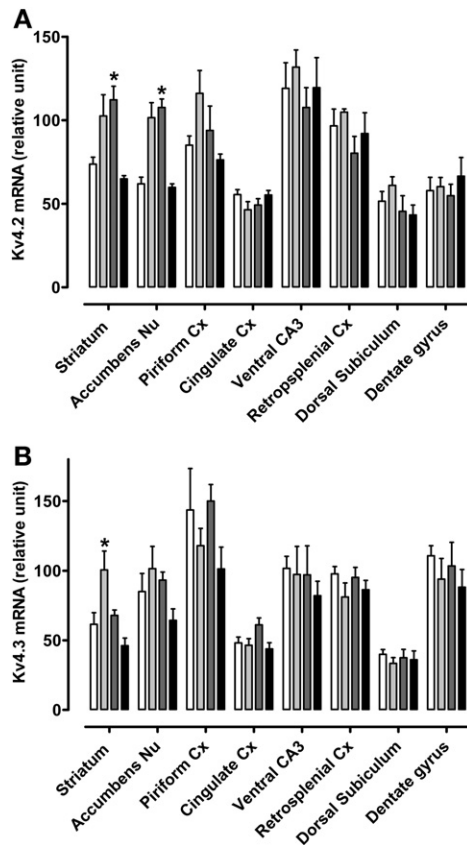 A
Kv4.2 mRNA (relative unit)
150
100
50
0
*
*
Striatum
Accumbens Nu
Piriform Cx
Cingulate Cx
Ventral CA3
Retropsplenial Cx
Dorsal Subiculum
Dentate gyrus
B
Kv4.3 mRNA (relative unit)
150
100
50
0
*
Striatum
Accumbens Nu
Piriform Cx
Cingulate Cx
Ventral CA3
Retrosplenial Cx
Dorsal Subiculum
Dentate gyrus